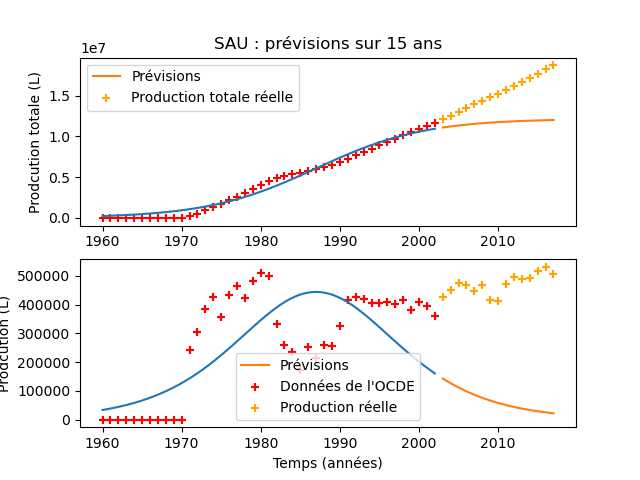 SAU : prévisions sur 15 ans
1e7
Prodcution totale (L)
1.5
1.0
0.5
0.0
Prévisions
Production totale réelle
1960 1970 1980 1990 2000 2010
Prodcution (L)
500000
400000
300000
200000
100000
0
Prévisions
Données de l'OCDE
Production réelle
1960 1970 1980 1990 2000 2010
Temps (années)